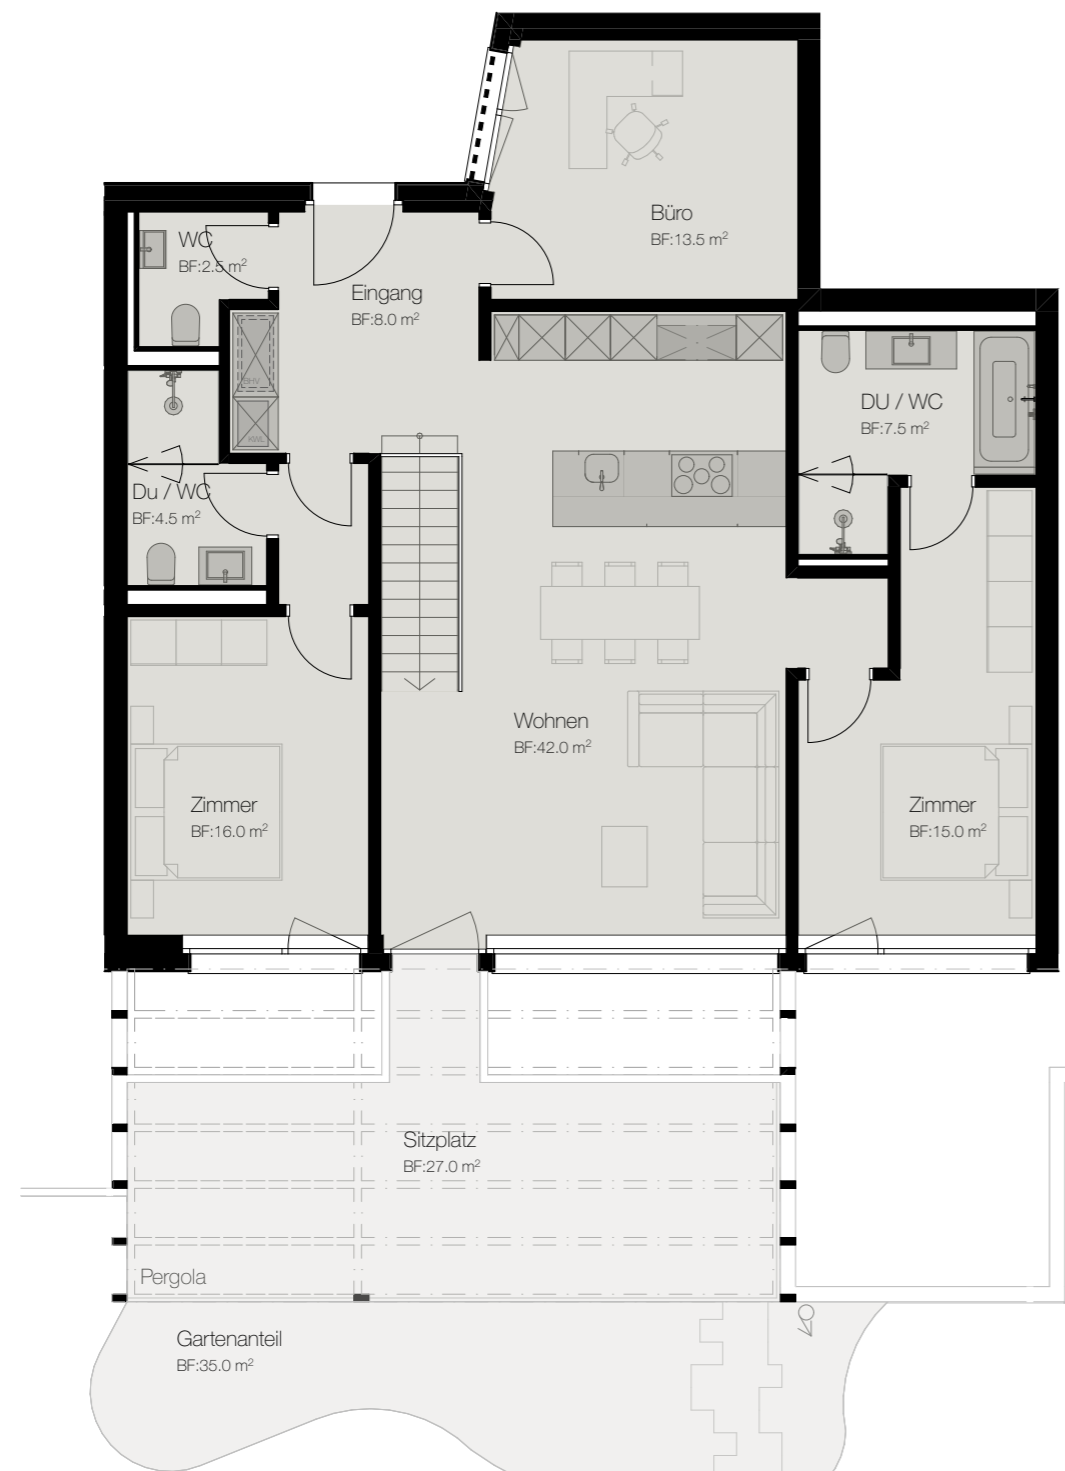 Büro
BF:13.5 m²
WC
BF:2.5 m²
Eingang
BF:8.0 m²
BHV
KWL
DU / WC
BF:7.5 m²
Du / WC
BF:4.5 m²
Wohnen
BF:42.0 m²
Zimmer
BF:16.0 m²
Zimmer
BF:15.0 m²
Sitzplatz
BF:27.0 m²
Pergola
Gartenanteil
BF:35.0 m²